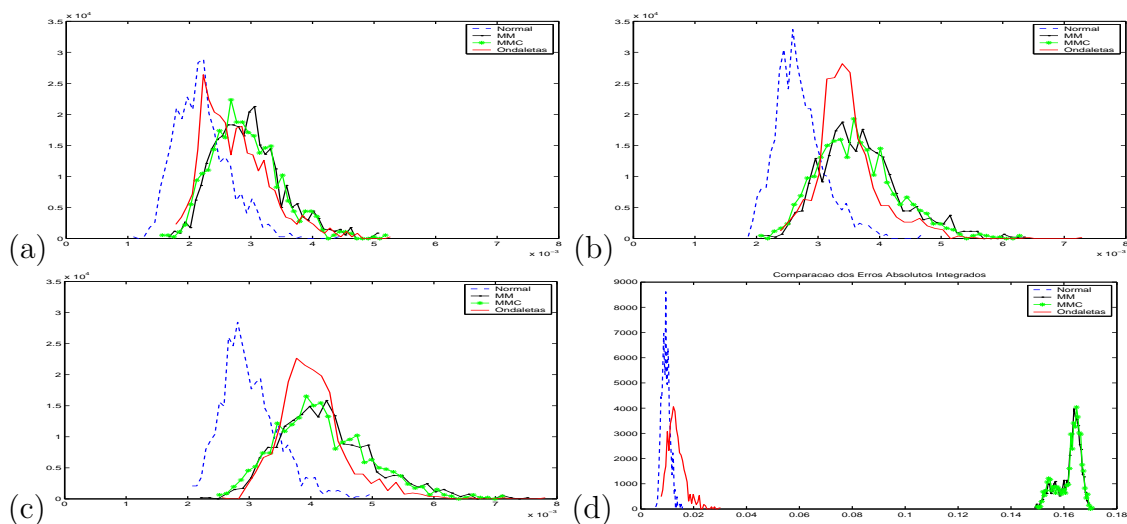 x 10⁴
3.5
3
2.5
2
1.5
1
0.5
0
0 1 2 3 4 5 6 7 8
x 10⁻³
Normal
MM
MMC
Ondaletas
(a)
x 10⁴
3.5
3
2.5
2
1.5
1
0.5
0
0 1 2 3 4 5 6 7 8
x 10⁻³
Normal
MM
MMC
Ondaletas
(b)
x 10⁴
3.5
3
2.5
2
1.5
1
0.5
0
0 1 2 3 4 5 6 7 8
x 10⁻³
Normal
MM
MMC
Ondaletas
(c)
Comparacao dos Erros Absolutos Integrados
9000
8000
7000
6000
5000
4000
3000
2000
1000
0
0 0.02 0.04 0.06 0.08 0.1 0.12 0.14 0.16 0.18
Normal
MM
MMC
Ondaletas
(d)